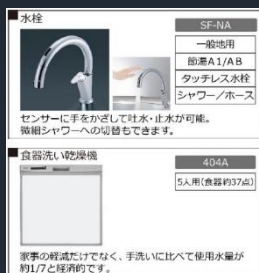 ■水栓
SF-NA
一般地用
節湯A1/AB
タッチレス水栓
シャワー/ホース
センサーに手をかざして吐水・止水が可能。
微細シャワーへの切替もできます。
■食器洗い乾燥機
404A
5人用(食器約37点)
家事の軽減だけでなく、手洗いに比べて使用水量が
約1/7と経済的です。